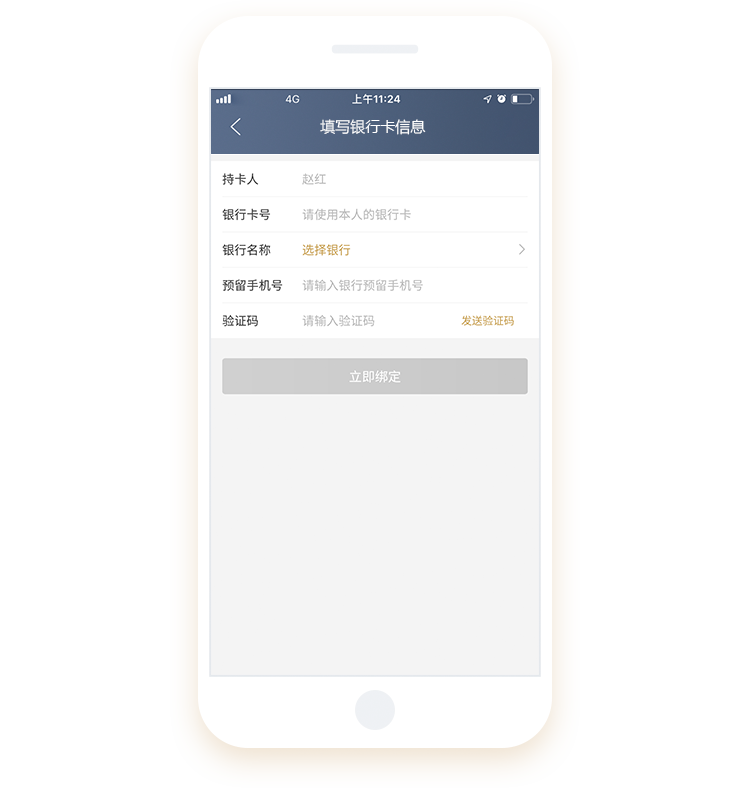 4G 上午11:24
填写银行卡信息
持卡人 赵红
银行卡号 请使用本人的银行卡
银行名称 选择银行
预留手机号 请输入银行预留手机号
验证码 请输入验证码 发送验证码
立即绑定